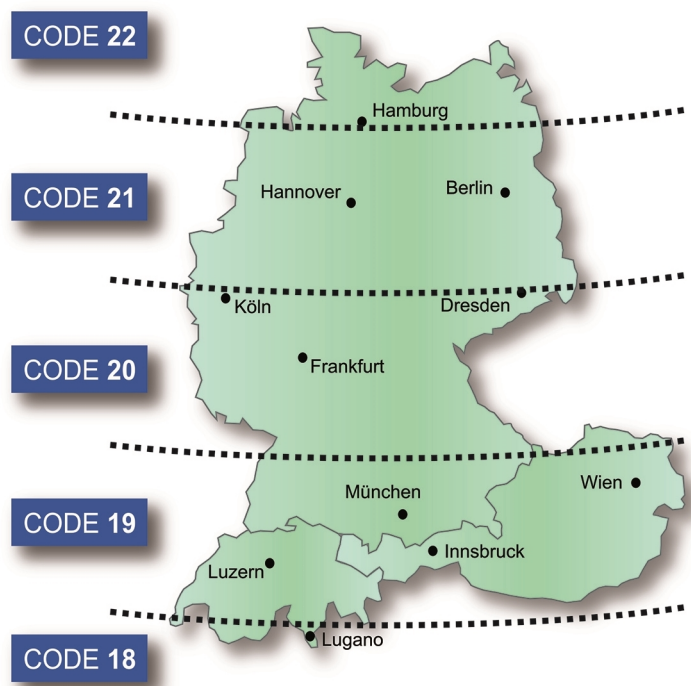 CODE 22
Hamburg
CODE 21
Hannover
Berlin
Köln
Dresden
CODE 20
Frankfurt
Wien
München
CODE 19
Innsbruck
Luzern
Lugano
CODE 18